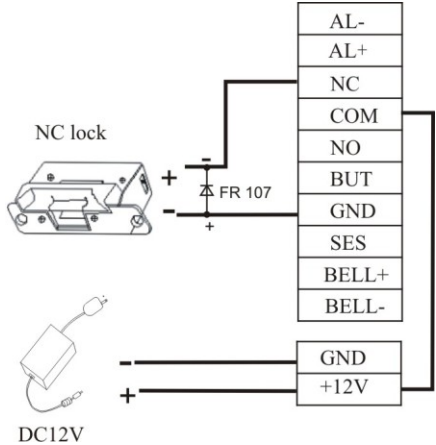 AL-
AL+
NC
COM
NO
BUT
GND
SES
BELL+
BELL-
NC lock
+
-
-
FR 107
+
GND
+12V
-
+
DC12V